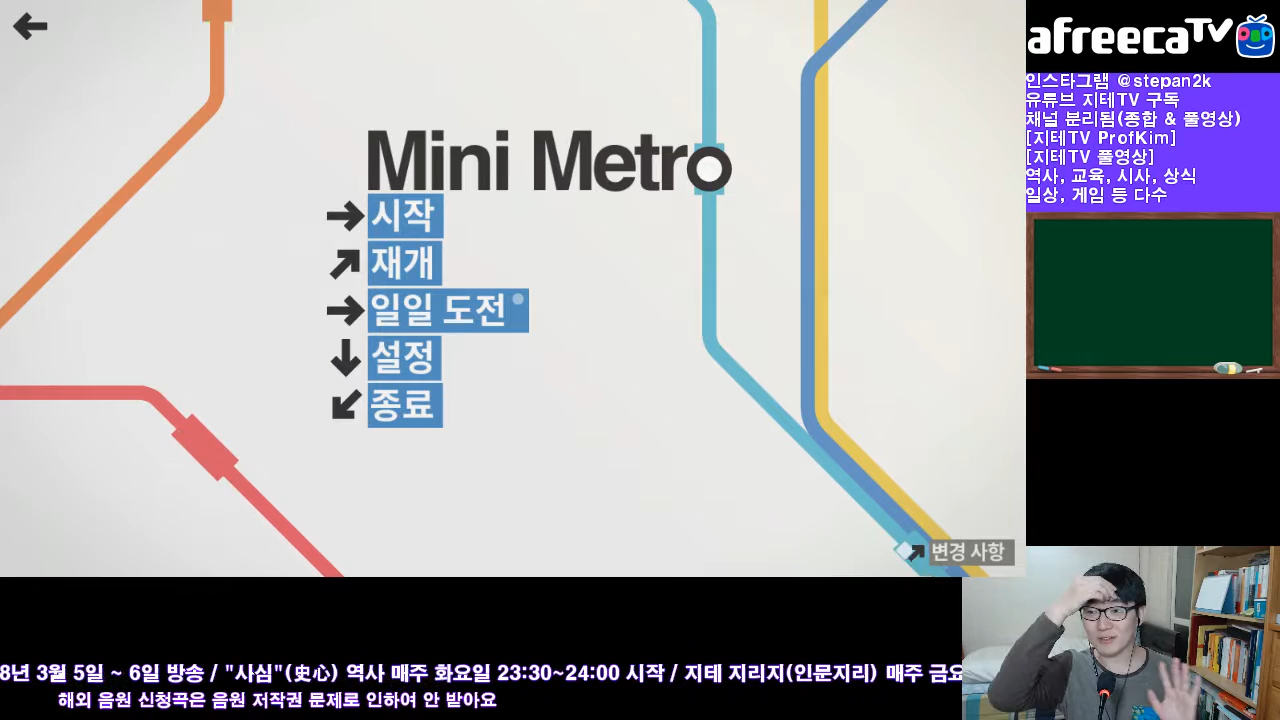 Mini Metro
시작
재개
일일 도전
설정
종료
변경 사항
afreecaTV
인스타그램 @stepan2k
유튜브 지테TV 구독
채널 분리됨(종합 & 풀영상)
[지테TV ProfKim]
[지테TV 풀영상]
역사, 교육, 시사, 상식
일상, 게임 등 다수
8년 3월 5일 ~ 6일 방송 / "사심"(史心) 역사 매주 화요일 23:30~24:00 시작 / 지테 지리지(인문지리) 매주 금요
해외 음원 신청곡은 음원 저작권 문제로 인하여 안 받아요